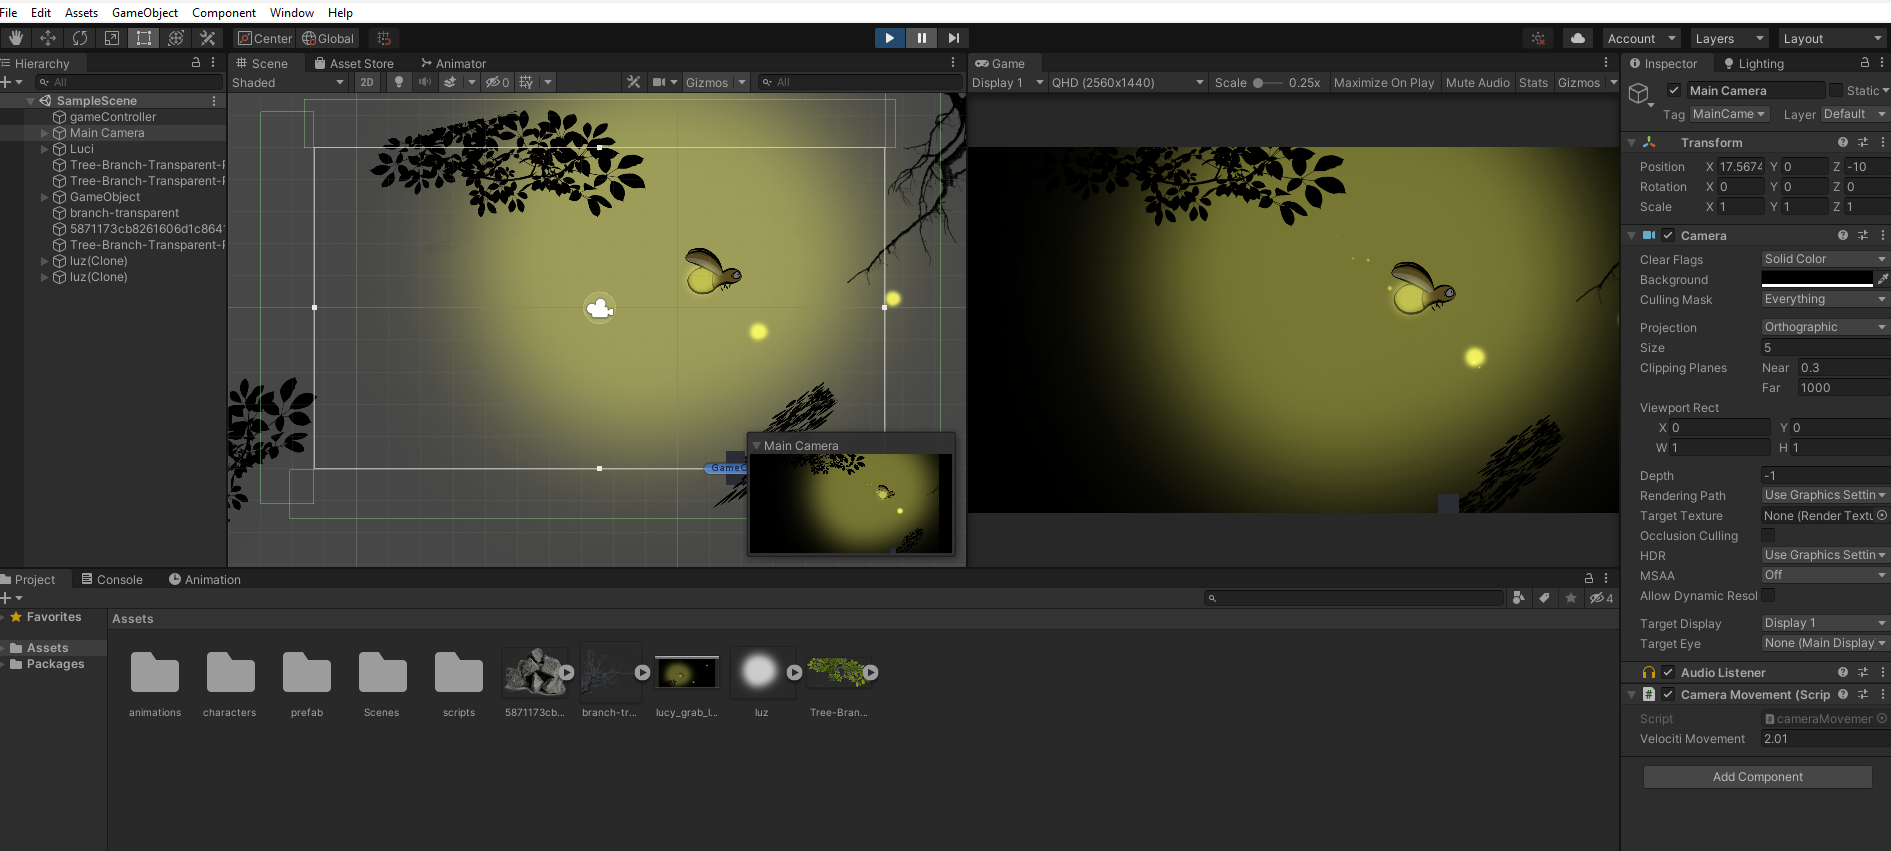 File Edit Assets GameObject Component Window Help
Center Global Account Layers Layout
Hierarchy
All
SampleScene
gameController
Main Camera
Luci
Tree-Branch-Transparent-
Tree-Branch-Transparent-
GameObject
branch-transparent
5871173cb8261606d1c864
Tree-Branch-Transparent-
luz(Clone)
luz(Clone)
Scene Asset Store Animator
Shaded 2D 0 Gizmos All
GameC
Main Camera
Game
Display 1 QHD (2560x1440) Scale 0.25x Maximize On Play Mute Audio Stats Gizmos
Inspector Lighting
Main Camera Static
Tag MainCame Layer Default
Transform
Position X 17.5674 Y 0 Z -10
Rotation X 0 Y 0 Z 0
Scale X 1 Y 1 Z 1
Camera
Clear Flags Solid Color
Background
Culling Mask Everything
Projection Orthographic
Size 5
Clipping Planes Near 0.3
Far 1000
Viewport Rect
X 0 Y 0
W 1 H 1
Depth -1
Rendering Path Use Graphics Settin
Target Texture None (Render Textu
Occlusion Culling
HDR Use Graphics Settin
MSAA Off
Allow Dynamic Resol
Target Display Display 1
Target Eye None (Main Display
Audio Listener
Camera Movement (Scrip
Script cameraMovemer
Velociti Movement 2.01
Add Component
Project Console Animation
4
Favorites
Assets
Packages
Assets
animations characters prefab Scenes scripts 5871173cb... branch-tr... lucy_grab_l... luz Tree-Bran...